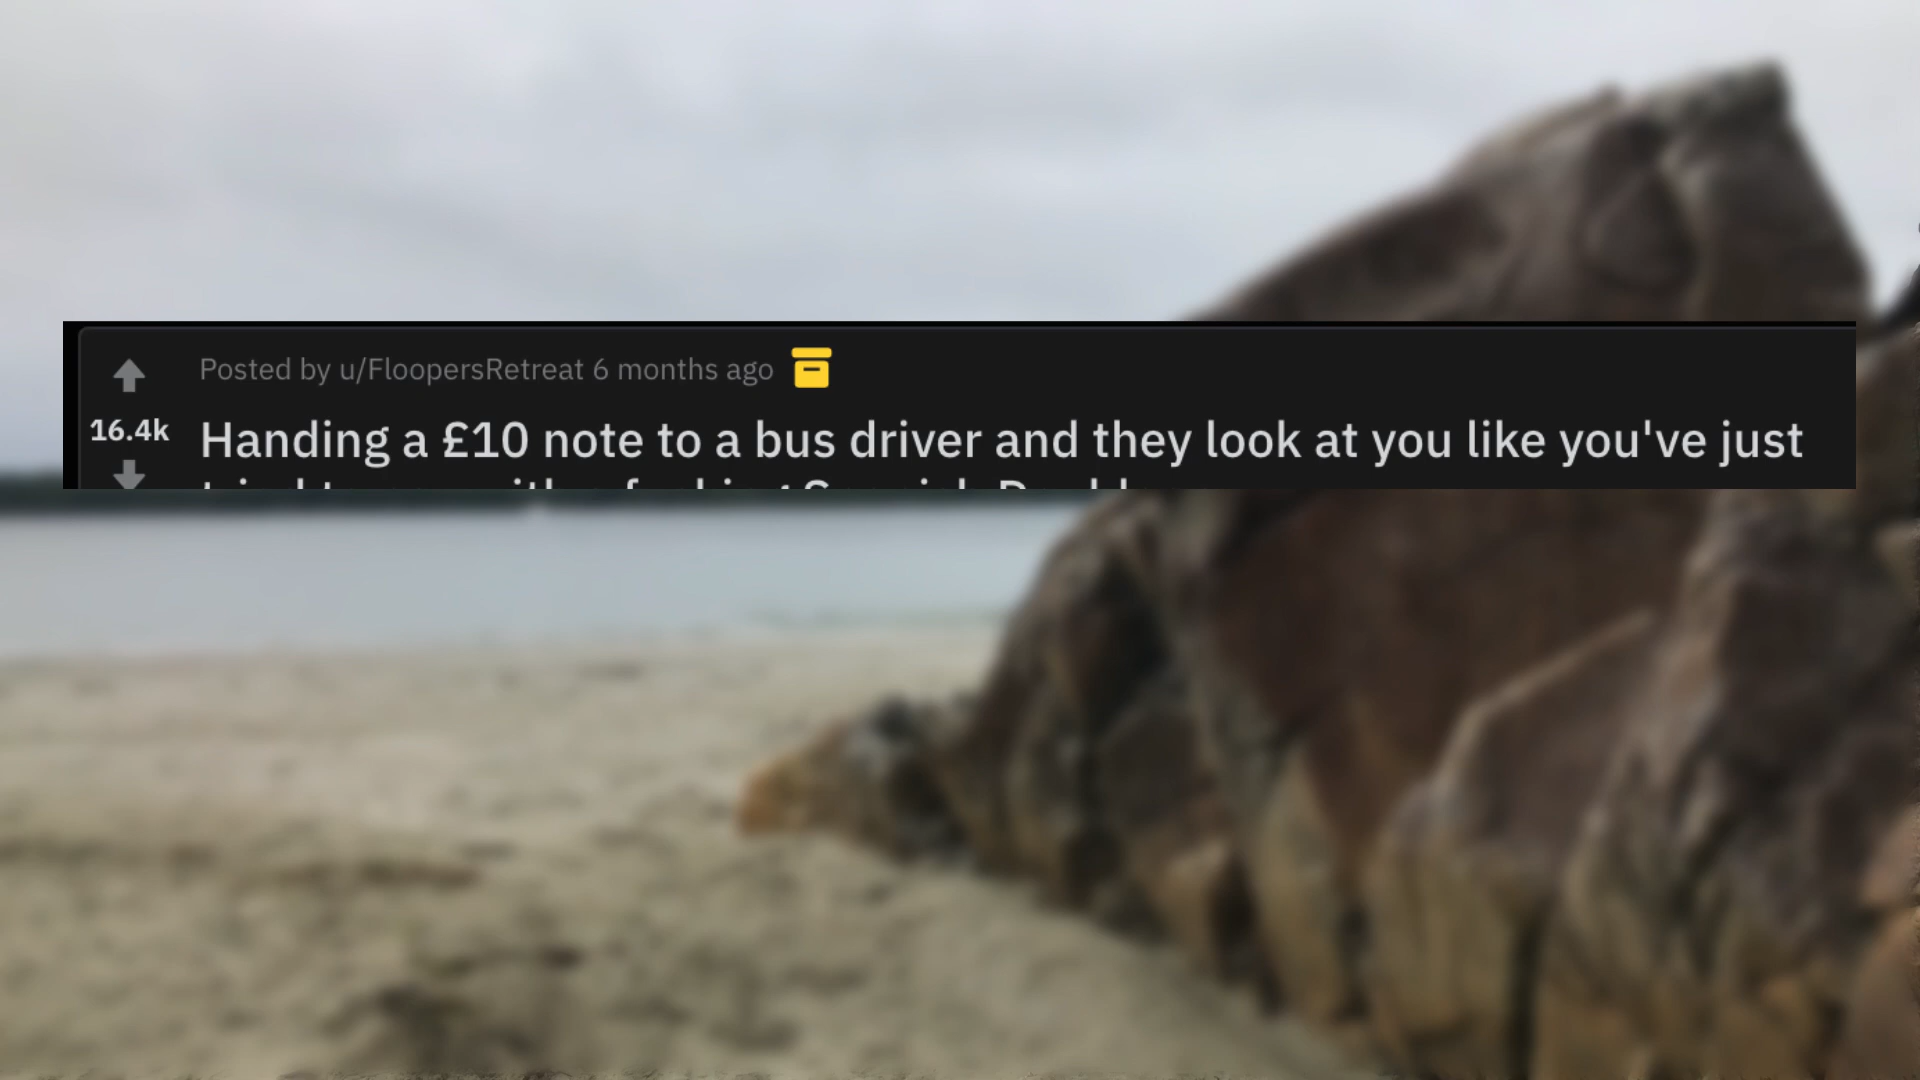 Posted by u/FloopersRetreat 6 months ago
16.4k
Handing a £10 note to a bus driver and they look at you like you've just